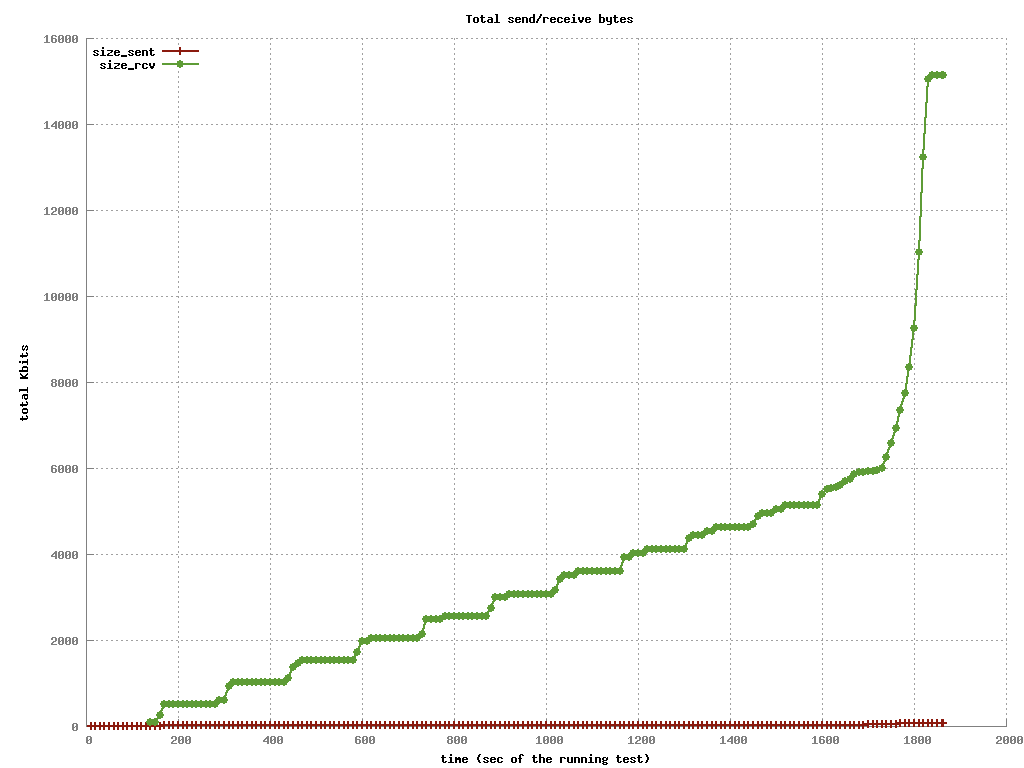 Total send/receive bytes
size_sent
size_rcv
16000
14000
12000
10000
8000
6000
4000
2000
0
total Kbits
0 200 400 600 800 1000 1200 1400 1600 1800 2000
time (sec of the running test)